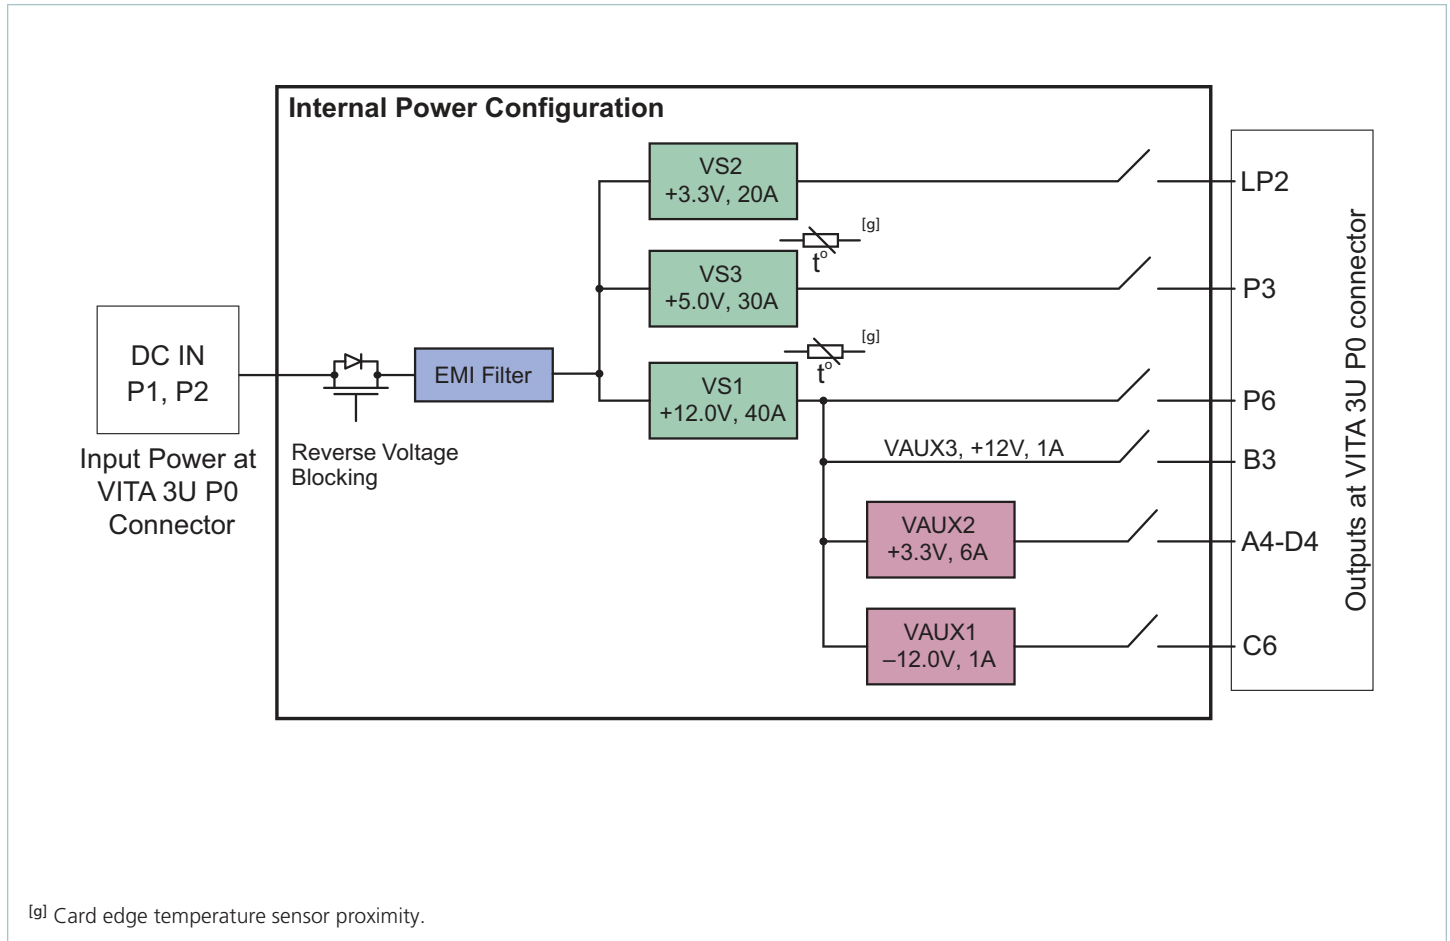 Internal Power Configuration
VS2
+3.3V, 20A
LP2
[g]
t°
VS3
+5.0V, 30A
P3
DC IN
P1, P2
Input Power at
VITA 3U P0
Connector
Reverse Voltage
Blocking
EMI Filter
[g]
t°
VS1
+12.0V, 40A
P6
VAUX3, +12V, 1A
B3
VAUX2
+3.3V, 6A
A4-D4
VAUX1
–12.0V, 1A
C6
Outputs at VITA 3U P0 connector
[g] Card edge temperature sensor proximity.